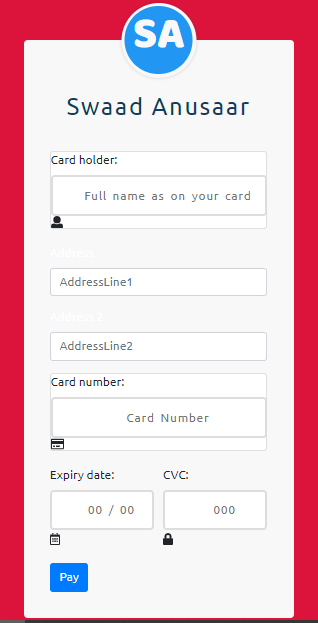 SA
Swaad Anusaar
Card holder:
Full name as on your card
Address
AddressLine1
Address 2
AddressLine2
Card number:
Card Number
Expiry date: CVC:
00 / 00 000
Pay